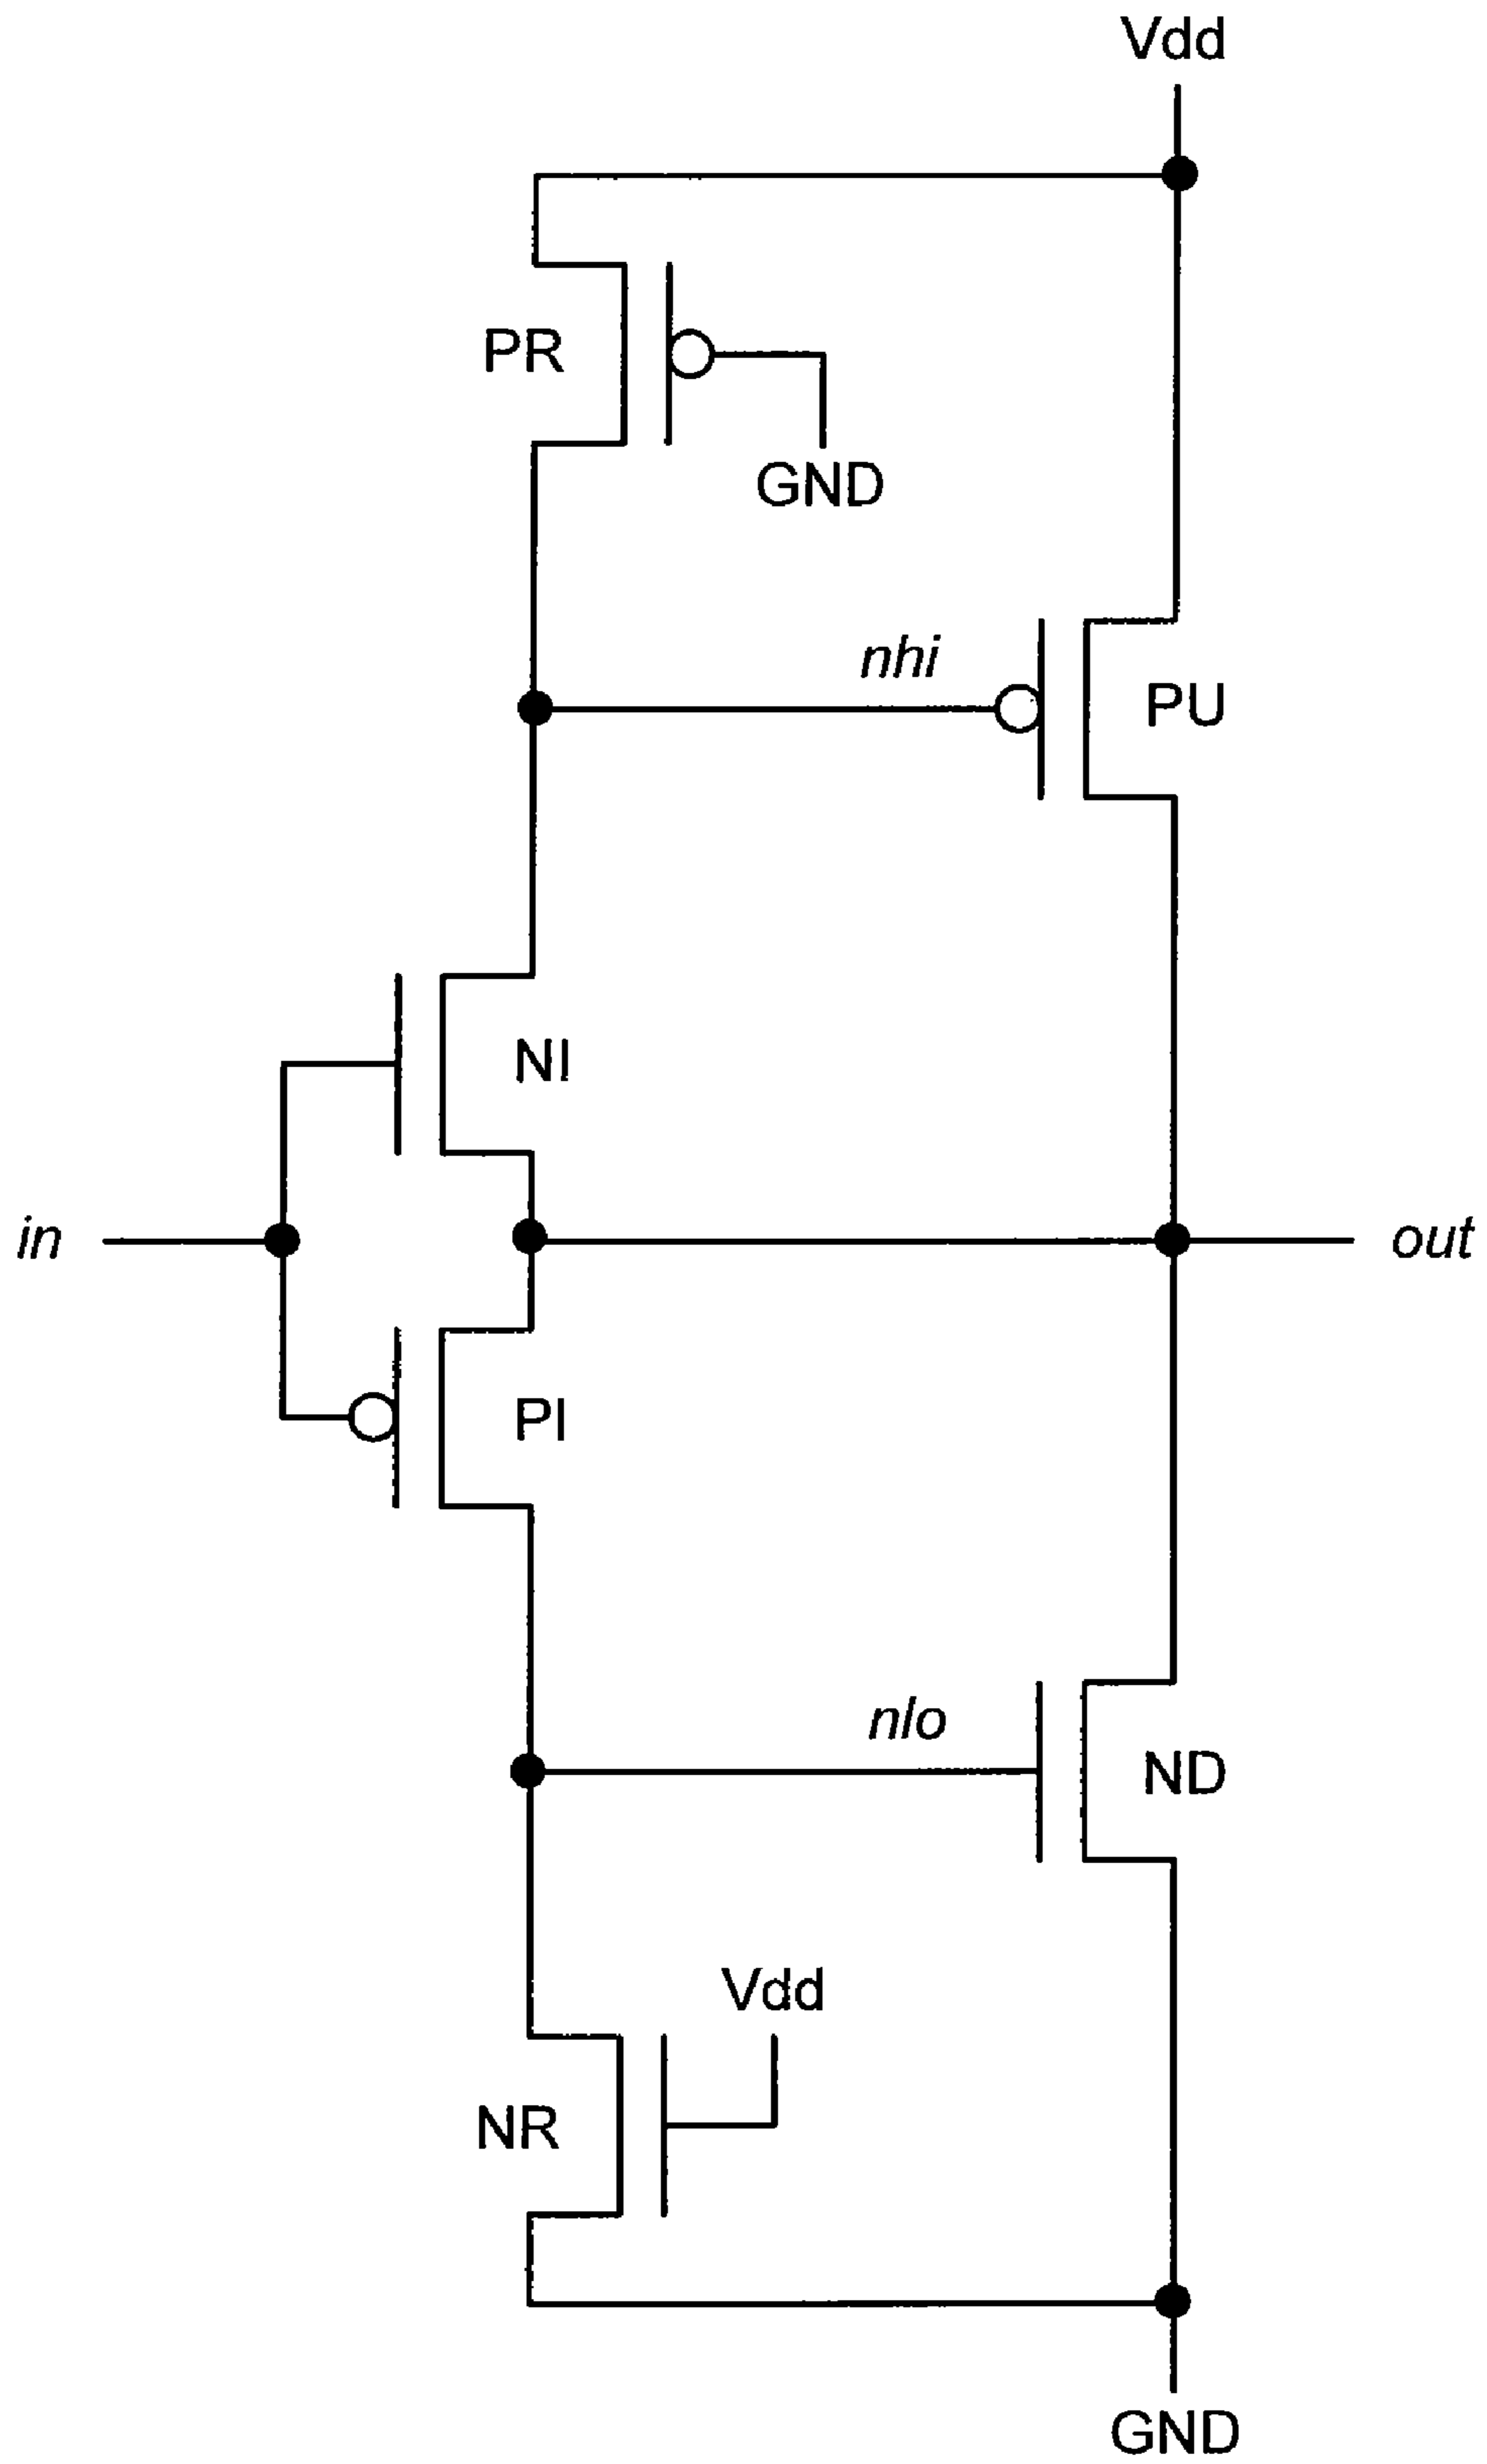 Vdd
PR
GND
nhi
PU
NI
in
out
PI
nlo
ND
Vdd
NR
GND